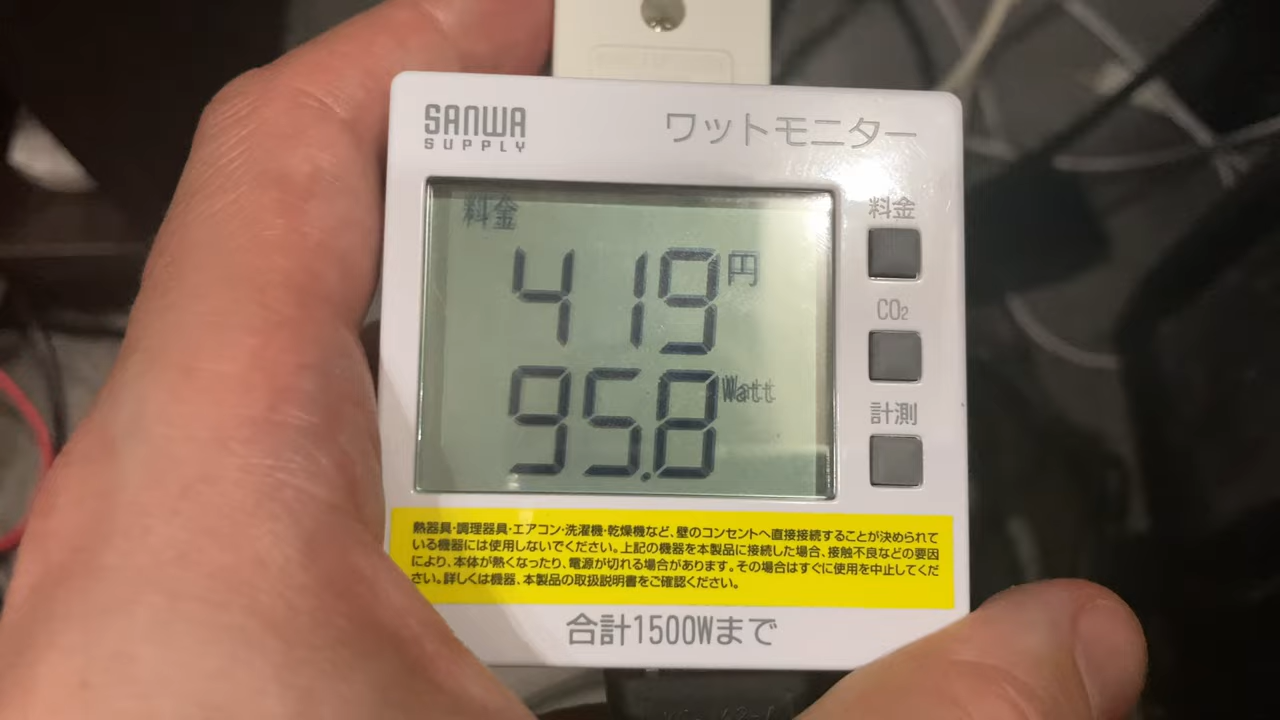 SANWA
SUPPLY
ワットモニター
料金
419円
95.8Watt
料金
CO₂
計測
熱器具・調理器具・エアコン・洗濯機・乾燥機など、壁のコンセントへ直接接続することが決められて
いる機器には使用しないでください。上記の機器を本製品に接続した場合、接触不良などの要因
により、本体が熱くなったり、電源が切れる場合があります。その場合はすぐに使用を中止してくだ
さい。詳しくは機器、本製品の取扱説明書をご確認ください。
合計1500Wまで